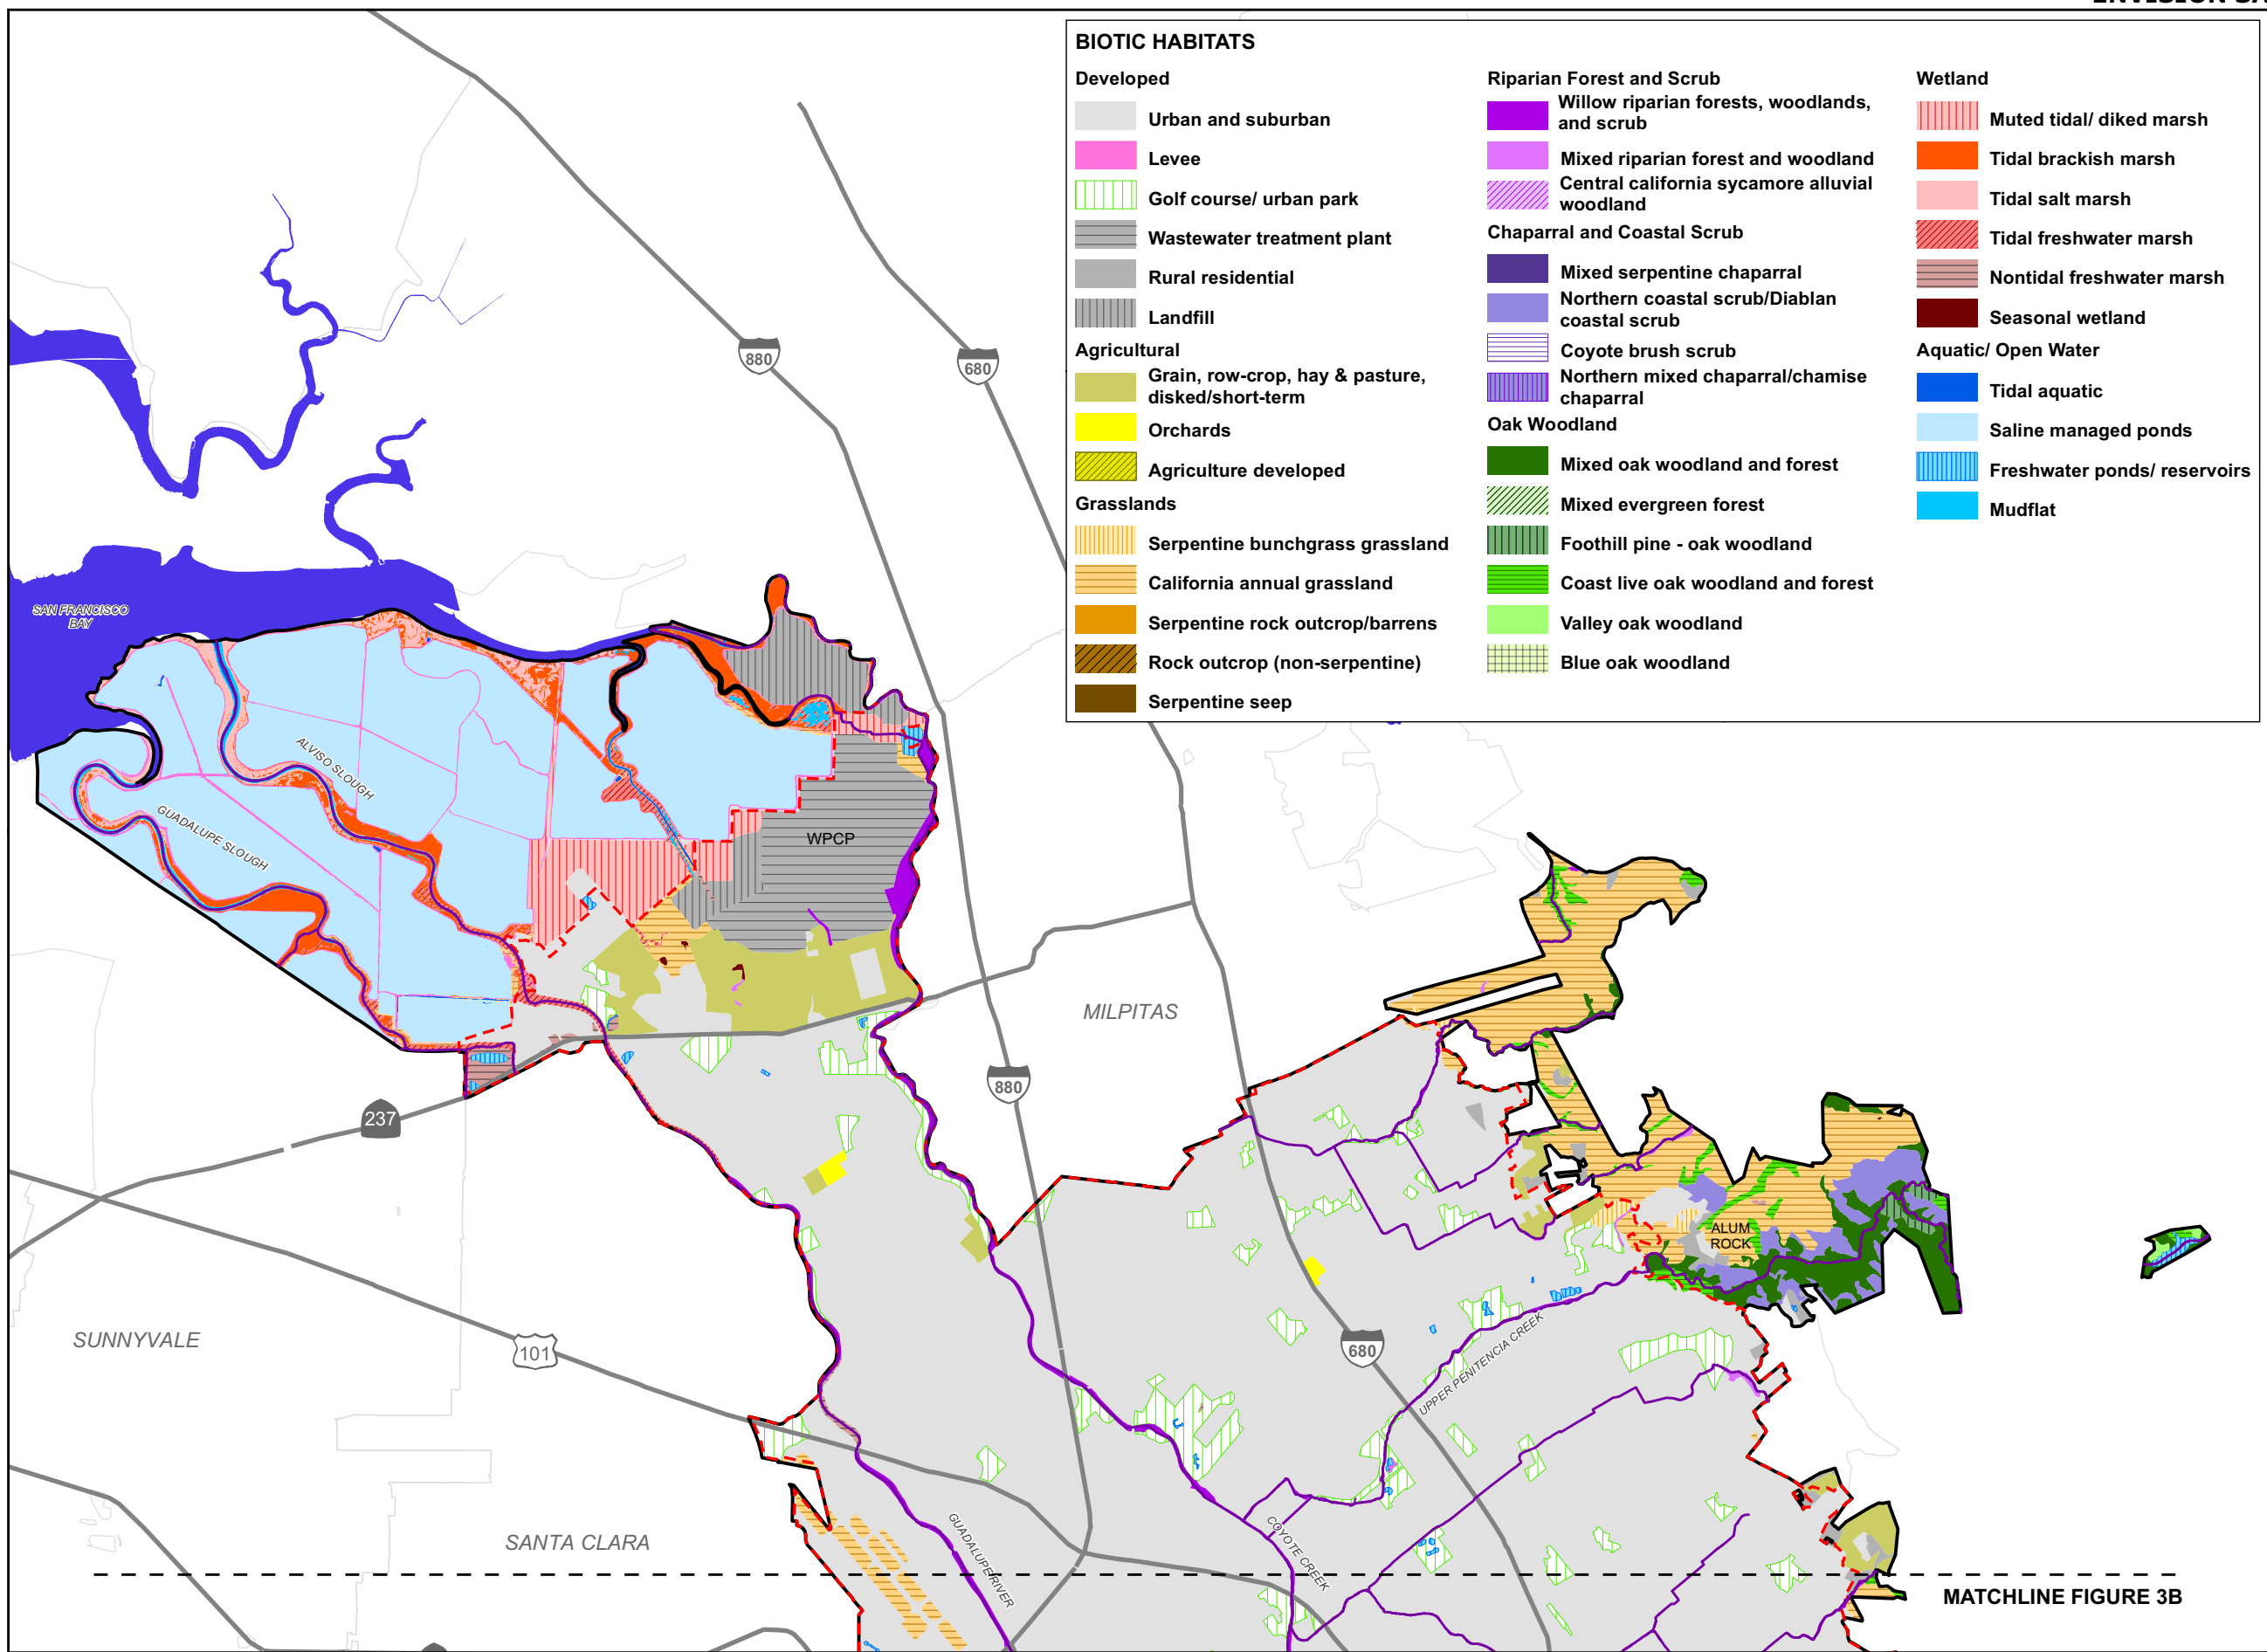 BIOTIC HABITATS
Developed
Urban and suburban
Levee
Golf course/ urban park
Wastewater treatment plant
Rural residential
Landfill
Agricultural
Grain, row-crop, hay & pasture,
disked/short-term
Orchards
Agriculture developed
Grasslands
Serpentine bunchgrass grassland
California annual grassland
Serpentine rock outcrop/barrens
Rock outcrop (non-serpentine)
Serpentine seep
Riparian Forest and Scrub
Willow riparian forests, woodlands,
and scrub
Mixed riparian forest and woodland
Central california sycamore alluvial
woodland
Chaparral and Coastal Scrub
Mixed serpentine chaparral
Northern coastal scrub/Diablan
coastal scrub
Coyote brush scrub
Northern mixed chaparral/chamise
chaparral
Oak Woodland
Mixed oak woodland and forest
Mixed evergreen forest
Foothill pine - oak woodland
Coast live oak woodland and forest
Valley oak woodland
Blue oak woodland
Wetland
Muted tidal/ diked marsh
Tidal brackish marsh
Tidal salt marsh
Tidal freshwater marsh
Nontidal freshwater marsh
Seasonal wetland
Aquatic/ Open Water
Tidal aquatic
Saline managed ponds
Freshwater ponds/ reservoirs
Mudflat
880
680
SAN FRANCISCO
BAY
ALVISO SLOUGH
GUADALUPE SLOUGH
WPCP
MILPITAS
880
237
ALUM
ROCK
SUNNYVALE
101
680
UPPER PENITENCIA CREEK
SANTA CLARA
GUADALUPE RIVER
COYOTE CREEK
MATCHLINE FIGURE 3B